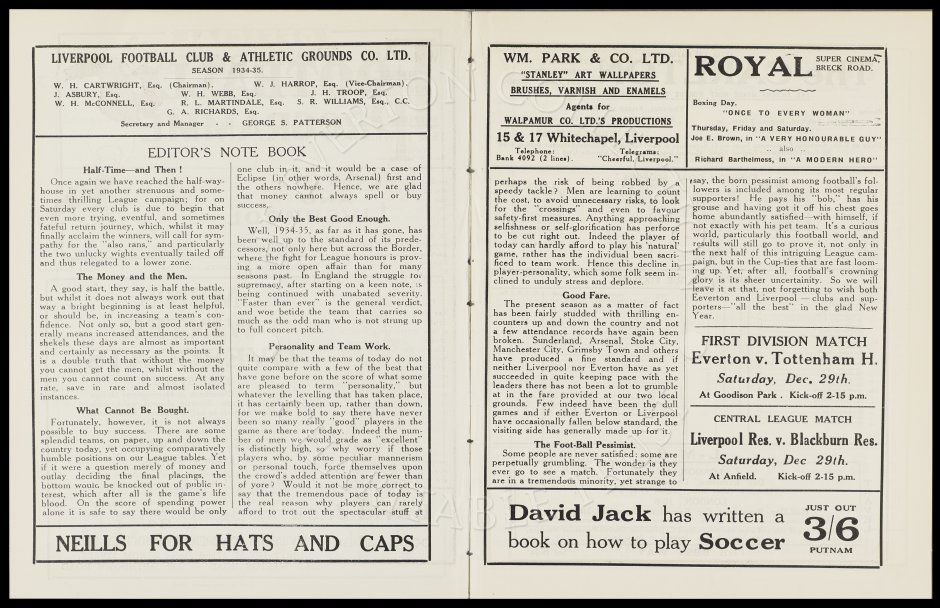 LIVERPOOL FOOTBALL CLUB & ATHLETIC GROUNDS CO. LTD.
SEASON 1934-35.
W. H. CARTWRIGHT, Esq. (Chairman). W. J. HARROP, Esq. (Vice-Chairman).
J. ASBURY, Esq. W. H. WEBB, Esq. J. H. TROOP, Esq.
W. H. McCONNELL, Esq. R. L. MARTINDALE, Esq. S. R. WILLIAMS, Esq., C.C.
G. A. RICHARDS, Esq.
Secretary and Manager - - GEORGE S. PATTERSON
EDITOR'S NOTE BOOK
Half-Time—and Then !
Once again we have reached the half-way-
house in yet another strenuous and some-
times thrilling League campaign; for on
Saturday every club is due to begin that
even more trying, eventful, and sometimes
fateful return journey, which, whilst it may
finally acclaim the winners, will call for sym-
pathy for the "also rans," and particularly
the two unlucky wights eventually tailed off
and thus relegated to a lower zone.
The Money and the Men.
A good start, they say, is half the battle,
but whilst it does not always work out that
way a bright beginning is at least helpful,
or should be, in increasing a team's con-
fidence. Not only so, but a good start gen-
erally means increased attendances, and the
shekels these days are almost as important
and certainly as necessary as the points. It
is a double truth that without the money
you cannot get the men, whilst without the
men you cannot count on success. At any
rate, save in rare and almost isolated
instances.
What Cannot Be Bought.
Fortunately, however, it is not always
possible to buy success. There are some
splendid teams, on paper, up and down the
country today, yet occupying comparatively
humble positions on our League tables. Yet
if it were a question merely of money and
outlay deciding the final placings, the
bottom would be knocked out of public in-
terest, which after all is the game's life
blood. On the score of spending power
alone it is safe to say there would be only
one club in it, and it would be a case of
Eclipse (in other words, Arsenal) first and
the others nowhere. Hence, we are glad
that money cannot always spell or buy
success.
Only the Best Good Enough.
Well, 1934-35, as far as it has gone, has
been well up to the standard of its prede-
cessors, not only here but across the Border,
where the fight for League honours is prov-
ing a more open affair than for many
seasons past. In England the struggle for
supremacy, after starting on a keen note, is
being continued with unabated severity.
"Faster than ever" is the general verdict,
and woe betide the team that carries so
much as the odd man who is not strung up
to full concert pitch.
Personality and Team Work.
It may be that the teams of today do not
quite compare with a few of the best that
have gone before on the score of what some
are pleased to term "personality," but
whatever the levelling that has taken place,
it has certainly been up, rather than down,
for we make bold to say there have never
been so many really "good" players in the
game as there are today. Indeed the num-
ber of men we would grade as "excellent"
is distinctly high, so why worry if those
players who, by some peculiar mannerism
or personal touch, force themselves upon
the crowd's added attention are fewer than
of yore? Would it not be more correct to
say that the tremendous pace of today is
the real reason why players can rarely
afford to trot out the spectacular stuff at
NEILLS FOR HATS AND CAPS
WM. PARK & CO. LTD.
"STANLEY" ART WALLPAPERS
BRUSHES, VARNISH AND ENAMELS
Agents for
WALPAMUR CO. LTD.'S PRODUCTIONS
15 & 17 Whitechapel, Liverpool
Telephone: Telegrams:
Bank 4092 (2 lines). "Cheerful, Liverpool."
ROYAL SUPER CINEMA,
BRECK ROAD.
Boxing Day.
"ONCE TO EVERY WOMAN"
Thursday, Friday and Saturday.
Joe E. Brown, in "A VERY HONOURABLE GUY"
.. also ..
Richard Barthelmess, in "A MODERN HERO"
perhaps the risk of being robbed by a
speedy tackle? Men are learning to count
the cost, to avoid unnecessary risks, to look
for the "crossings" and even to favour
safety-first measures. Anything approaching
selfishness or self-glorification has perforce
to be cut right out. Indeed the player of
today can hardly afford to play his 'natural'
game, rather has the individual been sacri-
ficed to team work. Hence this decline in
player-personality, which some folk seem in-
clined to unduly stress and deplore.
Good Fare.
The present season as a matter of fact
has been fairly studded with thrilling en-
counters up and down the country and not
a few attendance records have again been
broken. Sunderland, Arsenal, Stoke City,
Manchester City, Grimsby Town and others
have produced a fine standard and if
neither Liverpool nor Everton have as yet
succeeded in quite keeping pace with the
leaders there has not been a lot to grumble
at in the fare provided at our two local
grounds. Few indeed have been the dull
games and if either Everton or Liverpool
have occasionally fallen below standard, the
visiting side has generally made up for it.
The Foot-Ball Pessimist.
Some people are never satisfied: some are
perpetually grumbling. The wonder is they
ever go to see a match. Fortunately they
are in a tremendous minority, yet strange to
say, the born pessimist among football's fol-
lowers is included among its most regular
supporters! He pays his "bob," has his
grouse and having got it off his chest goes
home abundantly satisfied—with himself, if
not exactly with his pet team. It's a curious
world, particularly this football world, and
results will still go to prove it, not only in
the next half of this intriguing League cam-
paign, but in the Cup-ties that are fast loom-
ing up. Yet, after all, football's crowning
glory is its sheer uncertainty. So we will
leave it at that, not forgetting to wish both
Eeverton and Liverpool — clubs and sup-
porters—"all the best" in the glad New
Year.
FIRST DIVISION MATCH
Everton v. Tottenham H.
Saturday, Dec. 29th.
At Goodison Park . Kick-off 2-15 p.m.
CENTRAL LEAGUE MATCH
Liverpool Res. v. Blackburn Res.
Saturday, Dec 29th.
At Anfield. Kick-off 2-15 p.m.
David Jack has written a
book on how to play Soccer
JUST OUT
3/6
PUTNAM